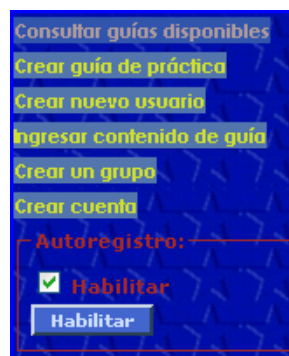 Consultar guías disponibles
Crear guía de práctica
Crear nuevo usuario
Ingresar contenido de guía
Crear un grupo
Crear cuenta
Autoregistro:
Habilitar
Habilitar